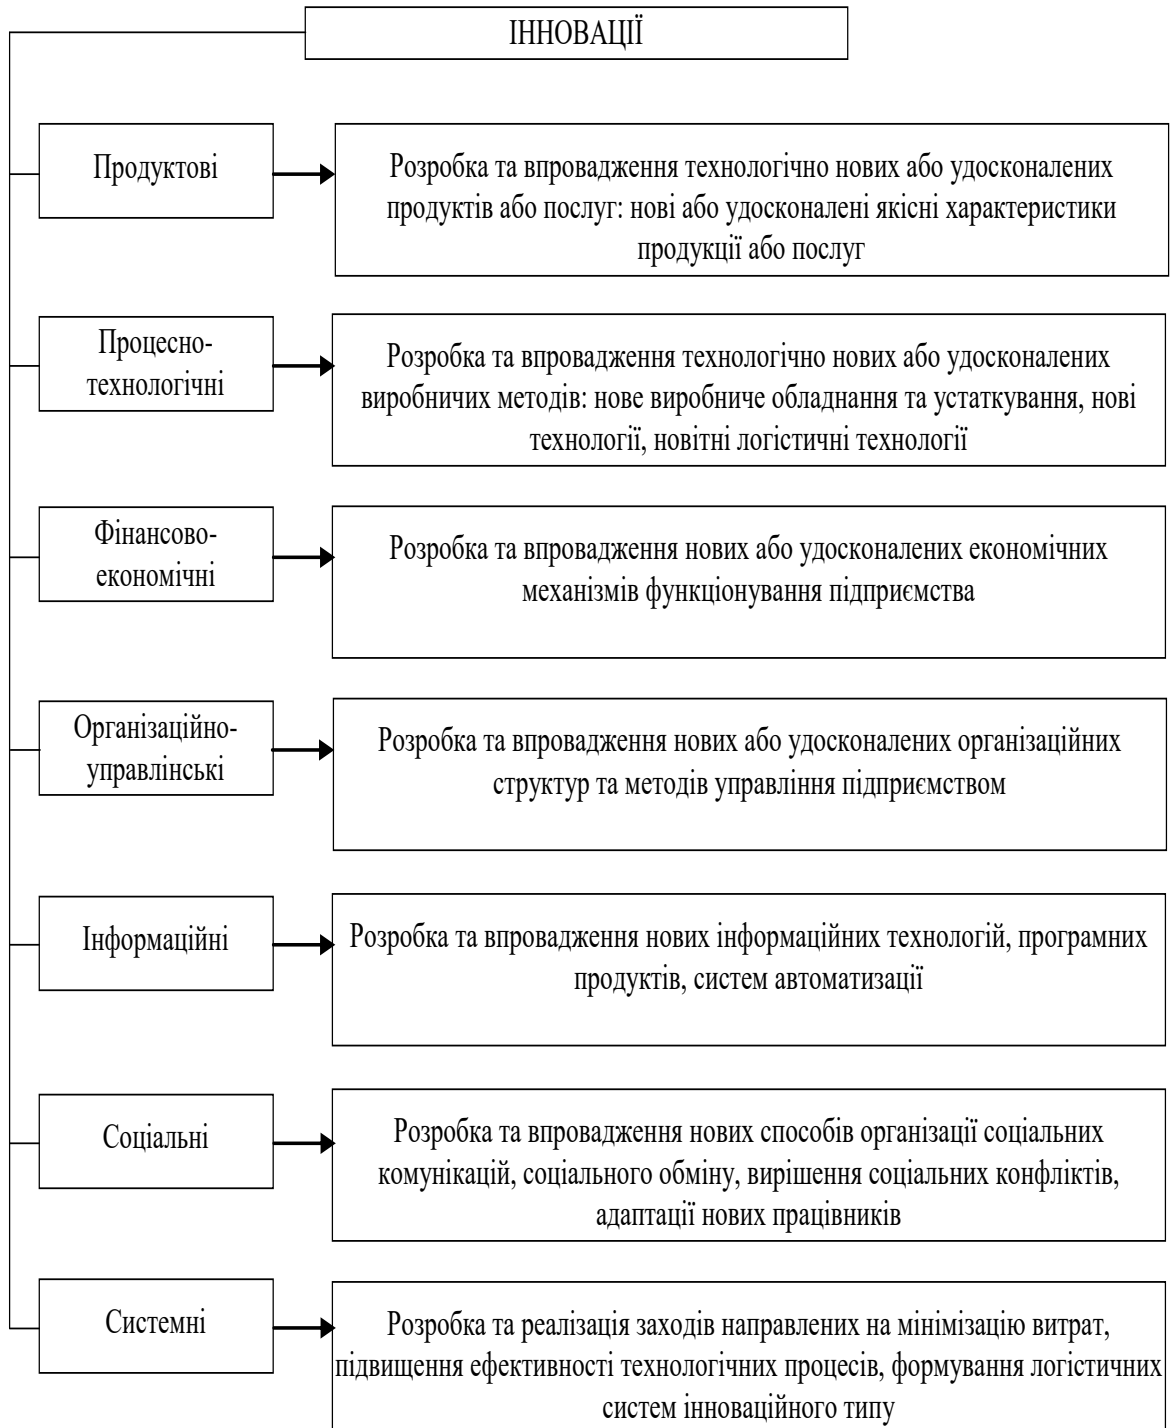 ІННОВАЦІЇ
Продуктові
Розробка та впровадження технологічно нових або удосконалених
продуктів або послуг: нові або удосконалені якісні характеристики
продукції або послуг
Процесно-
технологічні
Розробка та впровадження технологічно нових або удосконалених
виробничих методів: нове виробниче обладнання та устаткування, нові
технології, новітні логістичні технології
Фінансово-
економічні
Розробка та впровадження нових або удосконалених економічних
механізмів функціонування підприємства
Організаційно-
управлінські
Розробка та впровадження нових або удосконалених організаційних
структур та методів управління підприємством
Інформаційні
Розробка та впровадження нових інформаційних технологій, програмних
продуктів, систем автоматизації
Соціальні
Розробка та впровадження нових способів організації соціальних
комунікацій, соціального обміну, вирішення соціальних конфліктів,
адаптації нових працівників
Системні
Розробка та реалізація заходів направлених на мінімізацію витрат,
підвищення ефективності технологічних процесів, формування логістичних
систем інноваційного типу